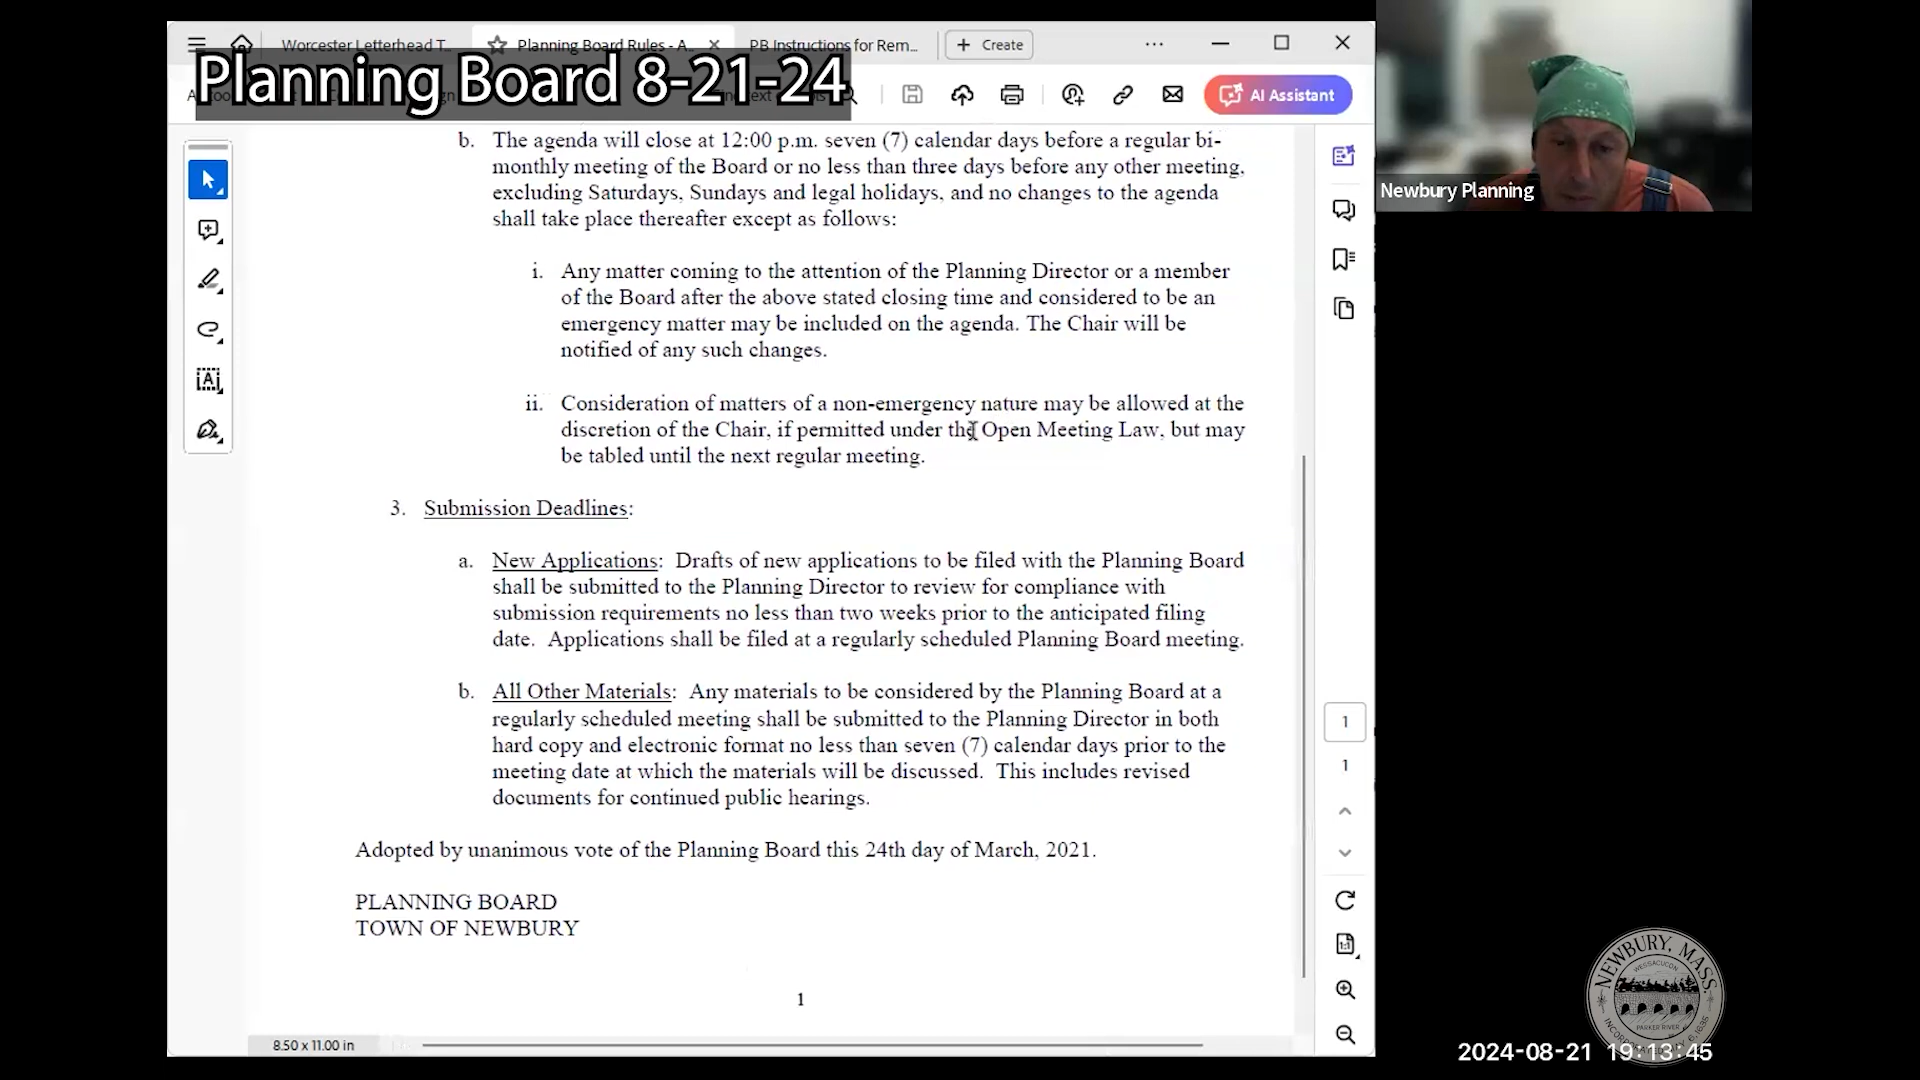 Worcester Letterhead T...
Planning Board Rules - A...
PB Instructions for Rem...
Create
Planning Board 8-21-24
AI Assistant
b. The agenda will close at 12:00 p.m. seven (7) calendar days before a regular bi-
monthly meeting of the Board or no less than three days before any other meeting,
excluding Saturdays, Sundays and legal holidays, and no changes to the agenda
shall take place thereafter except as follows:
i. Any matter coming to the attention of the Planning Director or a member
of the Board after the above stated closing time and considered to be an
emergency matter may be included on the agenda. The Chair will be
notified of any such changes.
ii. Consideration of matters of a non-emergency nature may be allowed at the
discretion of the Chair, if permitted under the Open Meeting Law, but may
be tabled until the next regular meeting.
3. Submission Deadlines:
a. New Applications: Drafts of new applications to be filed with the Planning Board
shall be submitted to the Planning Director to review for compliance with
submission requirements no less than two weeks prior to the anticipated filing
date. Applications shall be filed at a regularly scheduled Planning Board meeting.
b. All Other Materials: Any materials to be considered by the Planning Board at a
regularly scheduled meeting shall be submitted to the Planning Director in both
hard copy and electronic format no less than seven (7) calendar days prior to the
meeting date at which the materials will be discussed. This includes revised
documents for continued public hearings.
Adopted by unanimous vote of the Planning Board this 24th day of March, 2021.
PLANNING BOARD
TOWN OF NEWBURY
1
8.50 x 11.00 in
1
1
Newbury Planning
NEWBURY, MASS.
WESSACUCON
PARKER RIVER
2024-08-21 19:13:45